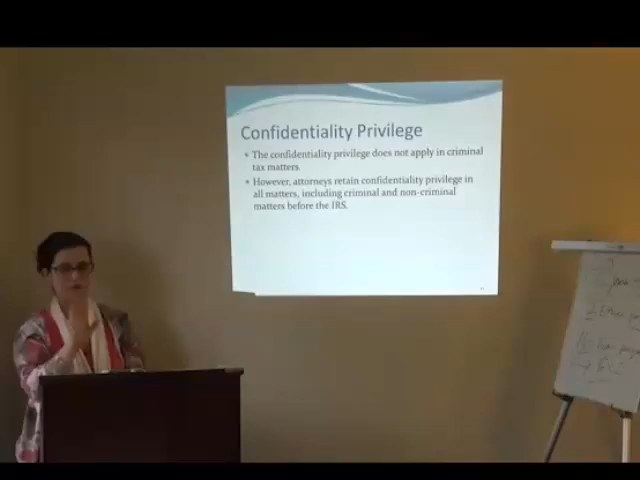 Confidentiality Privilege
• The confidentiality privilege does not apply in criminal
tax matters.
• However, attorneys retain confidentiality privilege in
all matters, including criminal and non-criminal
matters before the IRS.